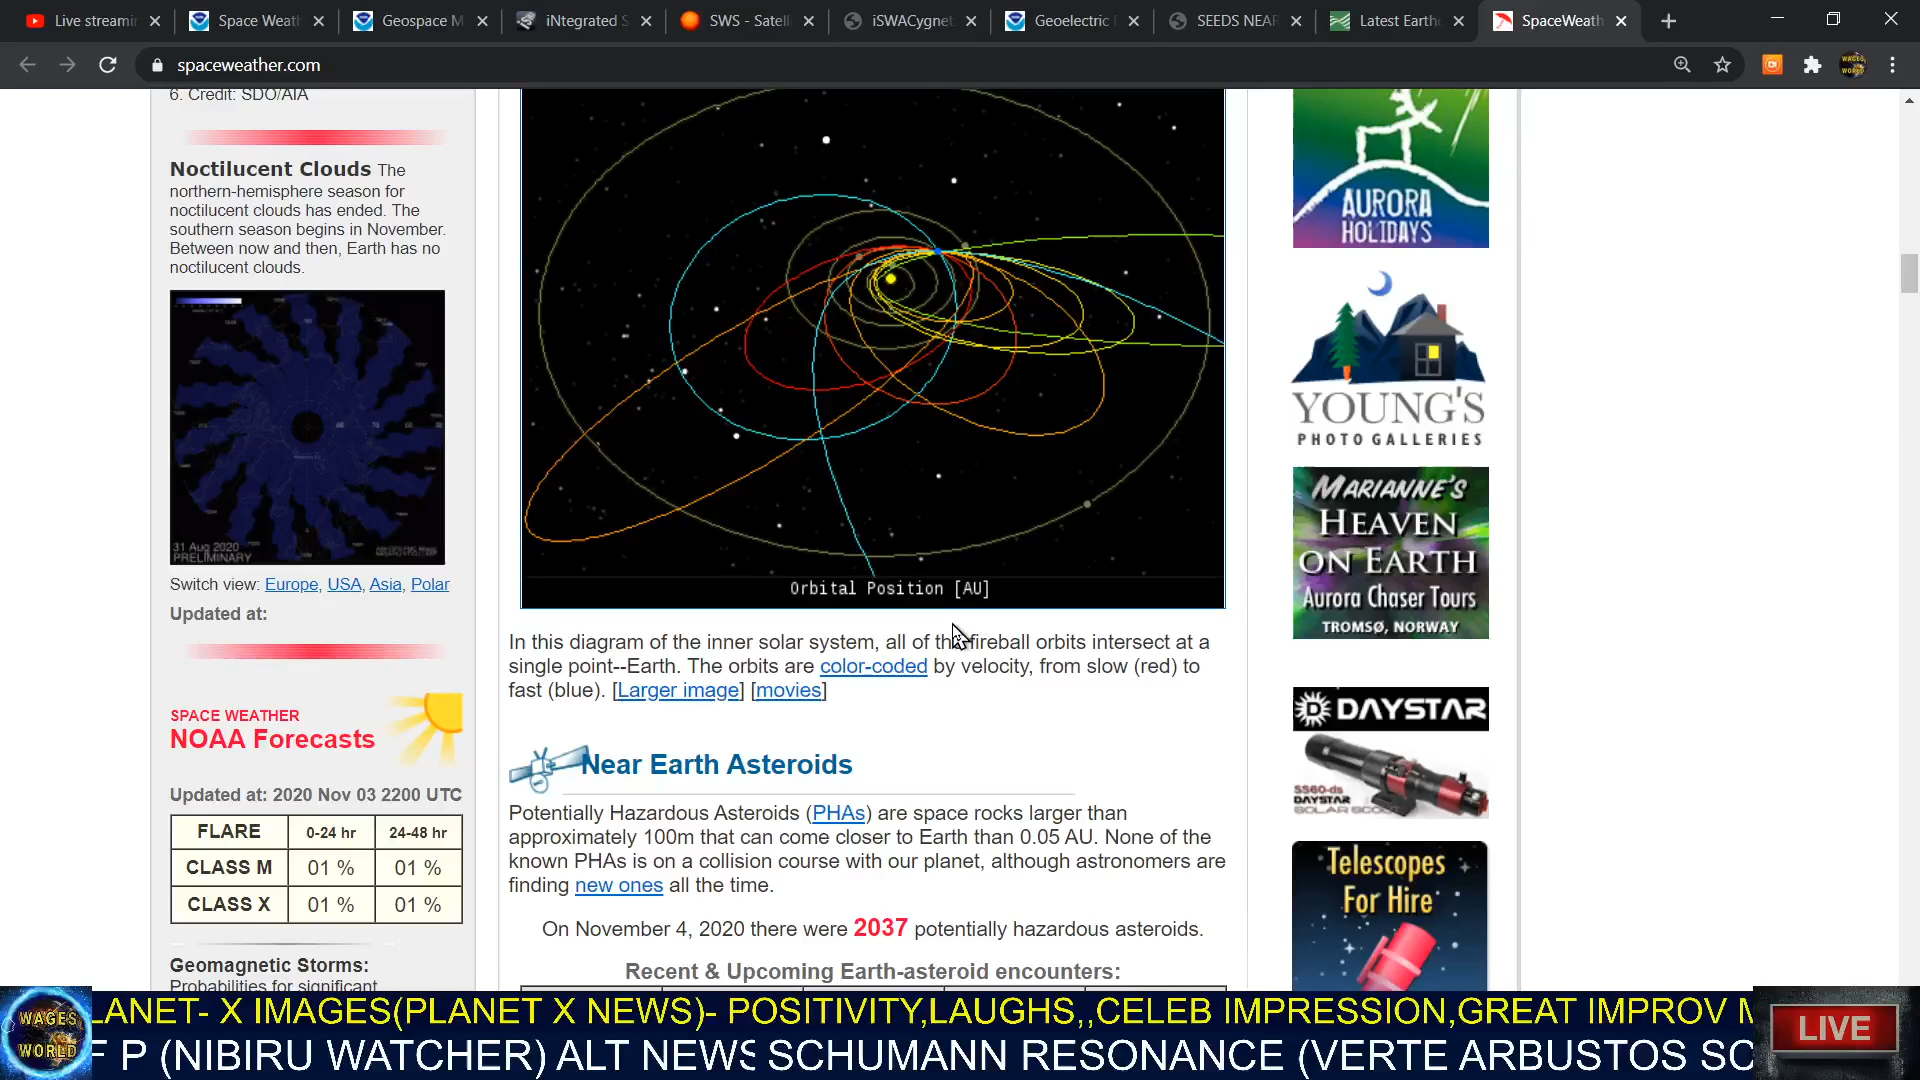 Live streami
Space Weath
Geospace M
iNtegrated S
SWS - Satell
iSWACygnet
Geoelectric
SEEDS NEAR
Latest Earth
SpaceWeath
spaceweather.com
6. Credit: SDO/AIA
Noctilucent Clouds The
northern-hemisphere season for
noctilucent clouds has ended. The
southern season begins in November.
Between now and then, Earth has no
noctilucent clouds.
31 Aug 2020
PRELIMINARY
Switch view: Europe, USA, Asia, Polar
Updated at:
SPACE WEATHER
NOAA Forecasts
Updated at: 2020 Nov 03 2200 UTC
FLARE 0-24 hr 24-48 hr
CLASS M 01 % 01 %
CLASS X 01 % 01 %
Geomagnetic Storms:
Probabilities for significant
Orbital Position [AU]
In this diagram of the inner solar system, all of the fireball orbits intersect at a
single point--Earth. The orbits are color-coded by velocity, from slow (red) to
fast (blue). [Larger image] [movies]
Near Earth Asteroids
Potentially Hazardous Asteroids (PHAs) are space rocks larger than
approximately 100m that can come closer to Earth than 0.05 AU. None of the
known PHAs is on a collision course with our planet, although astronomers are
finding new ones all the time.
On November 4, 2020 there were 2037 potentially hazardous asteroids.
Recent & Upcoming Earth-asteroid encounters:
AURORA
HOLIDAYS
YOUNG'S
PHOTO GALLERIES
MARIANNE'S
HEAVEN
ON EARTH
Aurora Chaser Tours
TROMSØ, NORWAY
DAYSTAR
SS60-ds
DAYSTAR
SOLAR SCOUT
Telescopes
For Hire
WAGES
WORLD
LANET- X IMAGES(PLANET X NEWS)- POSITIVITY,LAUGHS,,CELEB IMPRESSION,GREAT IMPROV M
F P (NIBIRU WATCHER) ALT NEWS SCHUMANN RESONANCE (VERTE ARBUSTOS SC
LIVE